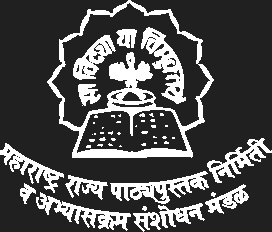 सा विद्या या विमुक्तये
महाराष्ट्र राज्य पाठ्यपुस्तक निर्मिती
व अभ्यासक्रम संशोधन मंडळ